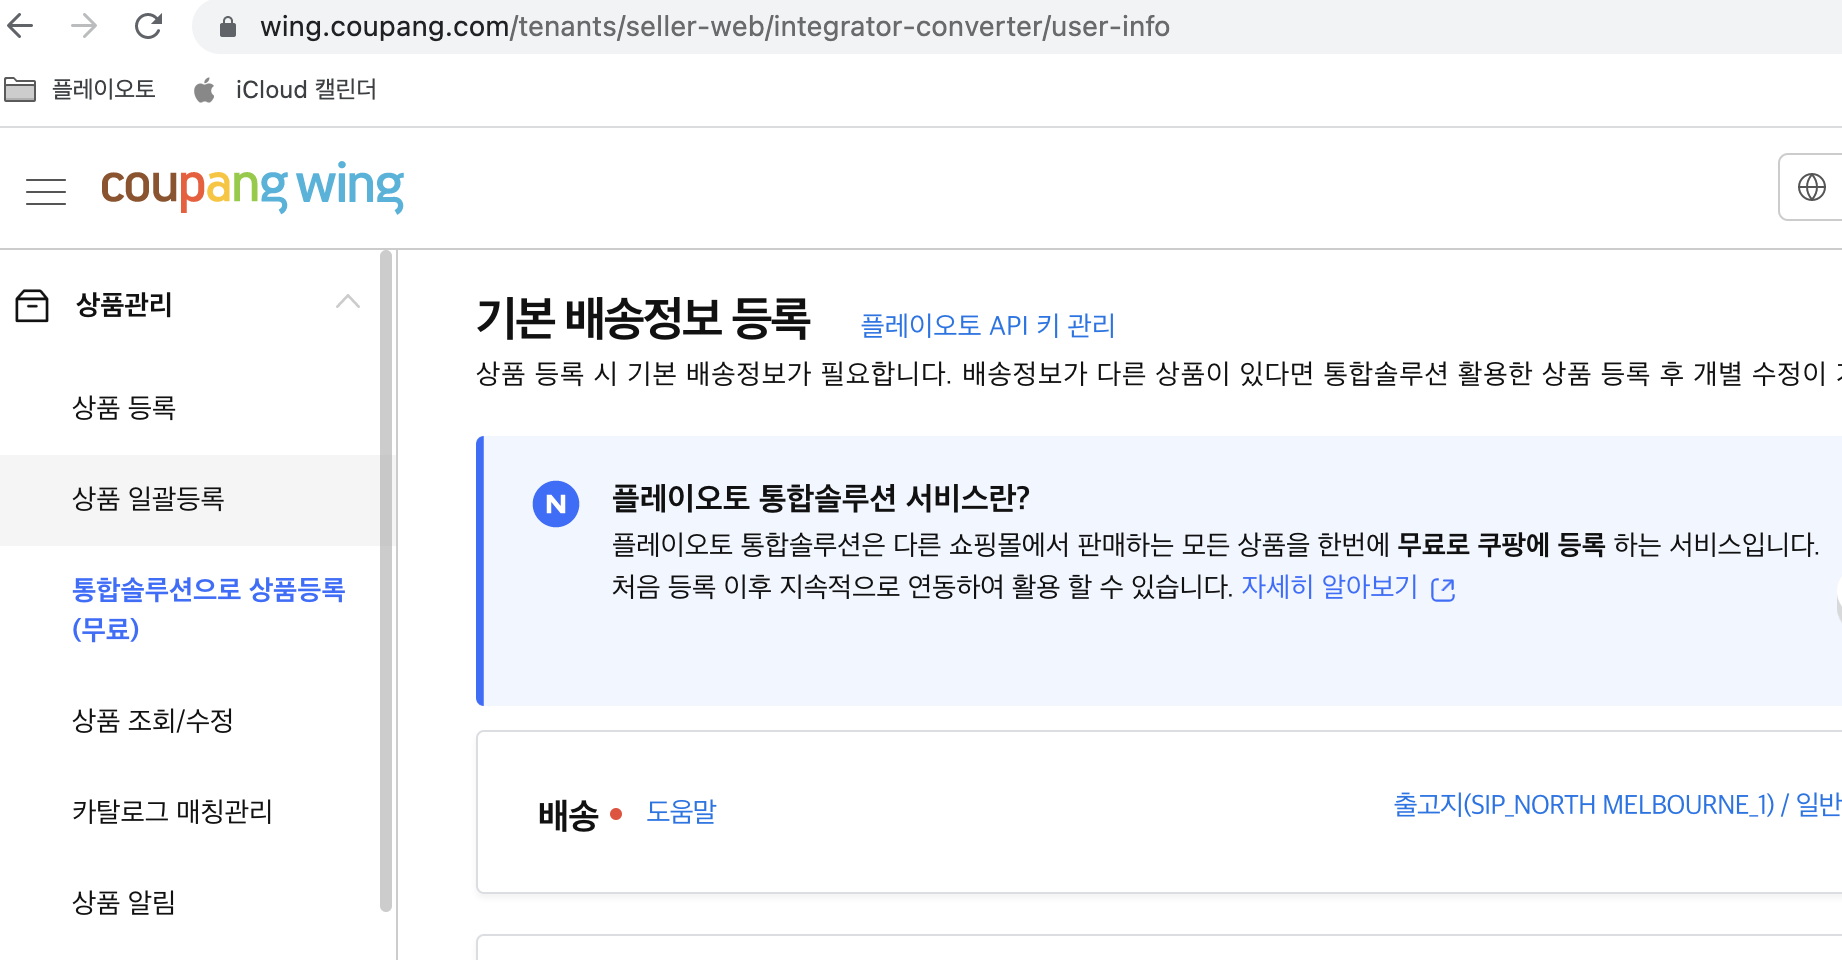 wing.coupang.com/tenants/seller-web/integrator-converter/user-info
플레이오토
iCloud 캘린더
coupang wing
상품관리
상품 등록
상품 일괄등록
통합솔루션으로 상품등록
(무료)
상품 조회/수정
카탈로그 매칭관리
상품 알림
기본 배송정보 등록
플레이오토 API 키 관리
상품 등록 시 기본 배송정보가 필요합니다. 배송정보가 다른 상품이 있다면 통합솔루션 활용한 상품 등록 후 개별 수정이
N
플레이오토 통합솔루션 서비스란?
플레이오토 통합솔루션은 다른 쇼핑몰에서 판매하는 모든 상품을 한번에 무료로 쿠팡에 등록 하는 서비스입니다.
처음 등록 이후 지속적으로 연동하여 활용 할 수 있습니다. 자세히 알아보기
배송
도움말
출고지(SIP_NORTH MELBOURNE_1) / 일반